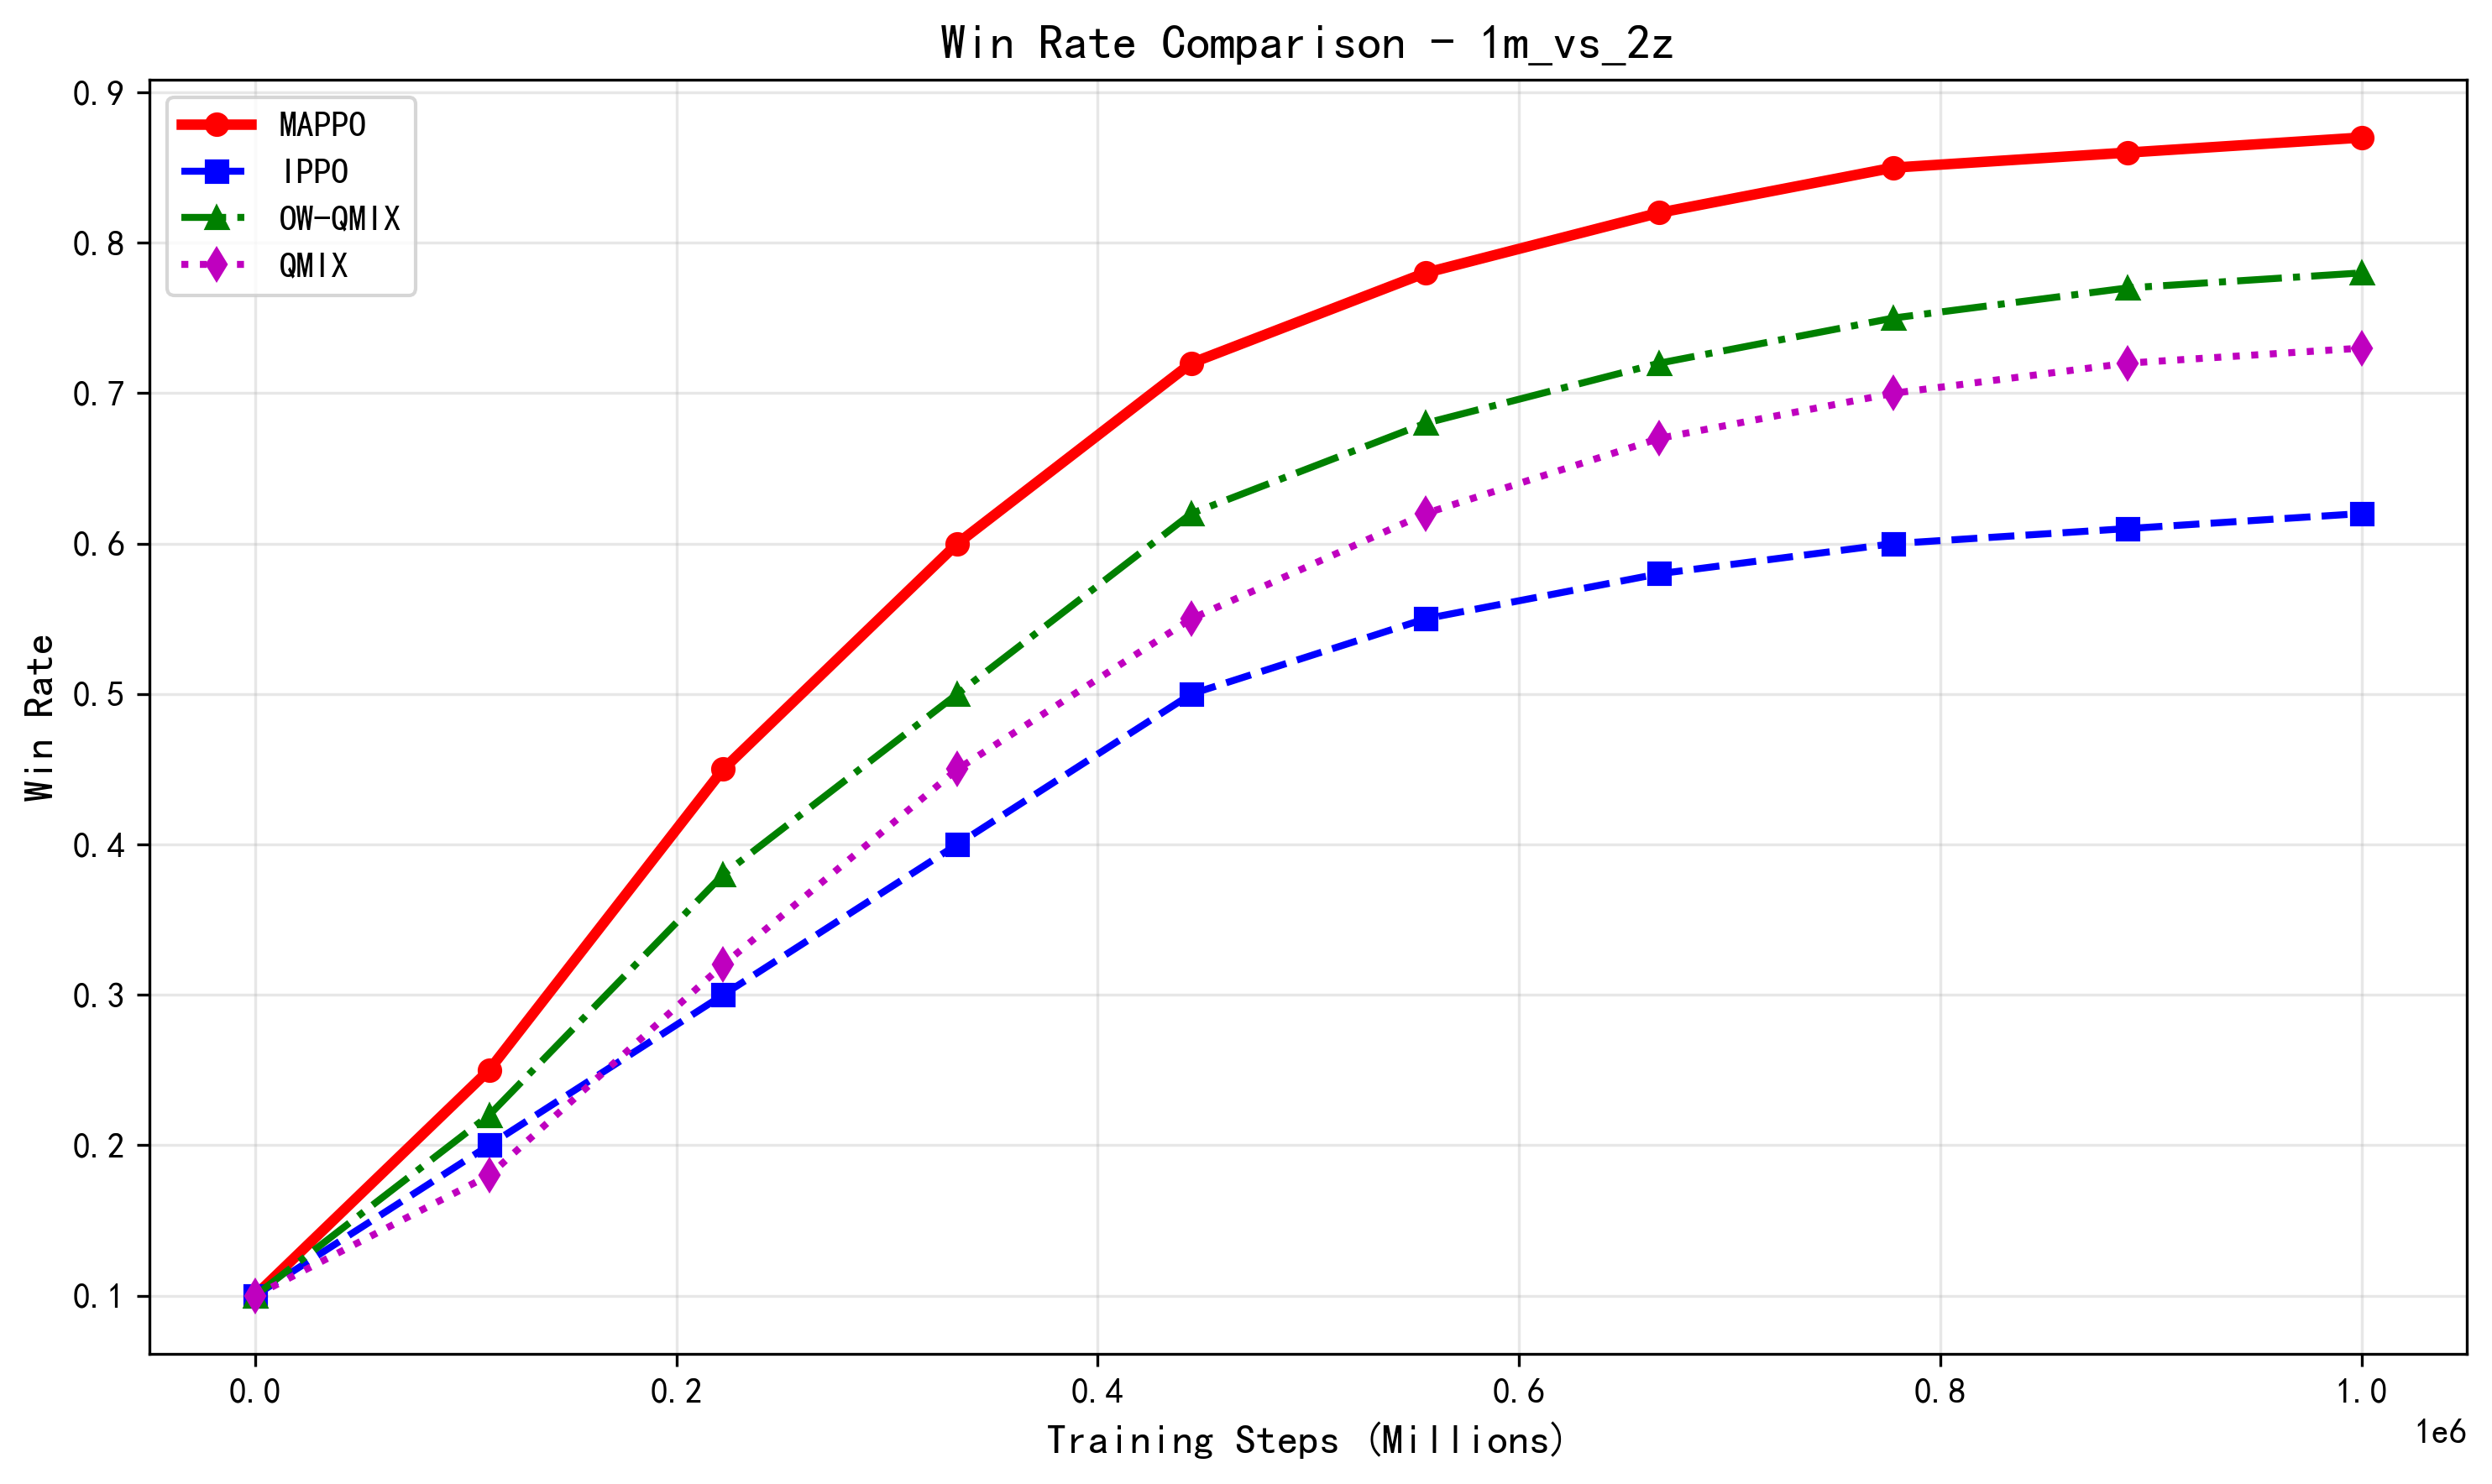 Win Rate Comparison - 1m_vs_2z
MAPPO
IPPO
OW-QMIX
QMIX
Win Rate
0.9
0.8
0.7
0.6
0.5
0.4
0.3
0.2
0.1
0.0
0.2
0.4
0.6
0.8
1.0
1e6
Training Steps (Millions)